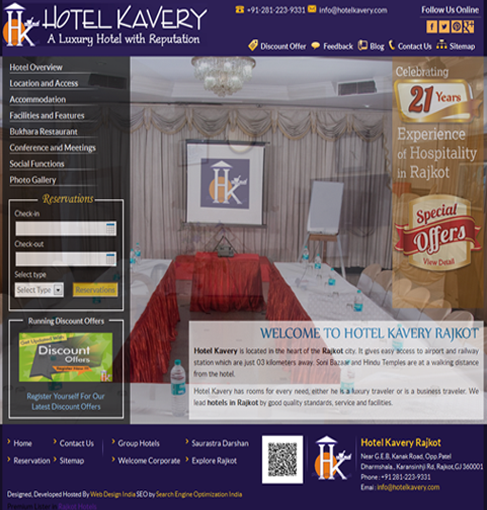 HOTEL KAVERY
A Luxury Hotel with Reputation
+91-281-223-9331 info@hotelkavery.com
Follow Us Online
Discount Offer Feedback Blog Contact Us Sitemap
Hotel Overview
Location and Access
Accommodation
Facilities and Features
Bukhara Restaurant
Conference and Meetings
Social Functions
Photo Gallery
Reservations
Check-in
Check-out
Select type
Select Type Reservations
Running Discount Offers
Discount
Offers
Register Yourself For Our
Latest Discount Offers
Celebrating
21 Years
Experience
of Hospitality
in Rajkot
Special
Offers
View Detail
HK
WELCOME TO HOTEL KAVERY RAJKOT
Hotel Kavery is located in the heart of the Rajkot city. It gives easy access to airport and railway
station which are just 03 kilometers away. Soni Bazaar and Hindu Temples are at a walking distance
from the hotel.
Hotel Kavery has rooms for every need, either he is a luxury traveler or is a business traveler. We
lead hotels in Rajkot by good quality standards, service and facilities.
Home Contact Us Group Hotels Saurastra Darshan
Reservation Sitemap Welcome Corporate Explore Rajkot
Hotel Kavery Rajkot
Near G.E.B, Kanak Road, Opp.Patel
Dharmshala., Karansinhji Rd, Rajkot,GJ 360001
Phone : +91 281-223-9331
Email : info@hotelkavery.com
Designed, Developed Hosted By Web Design India SEO by Search Engine Optimization India